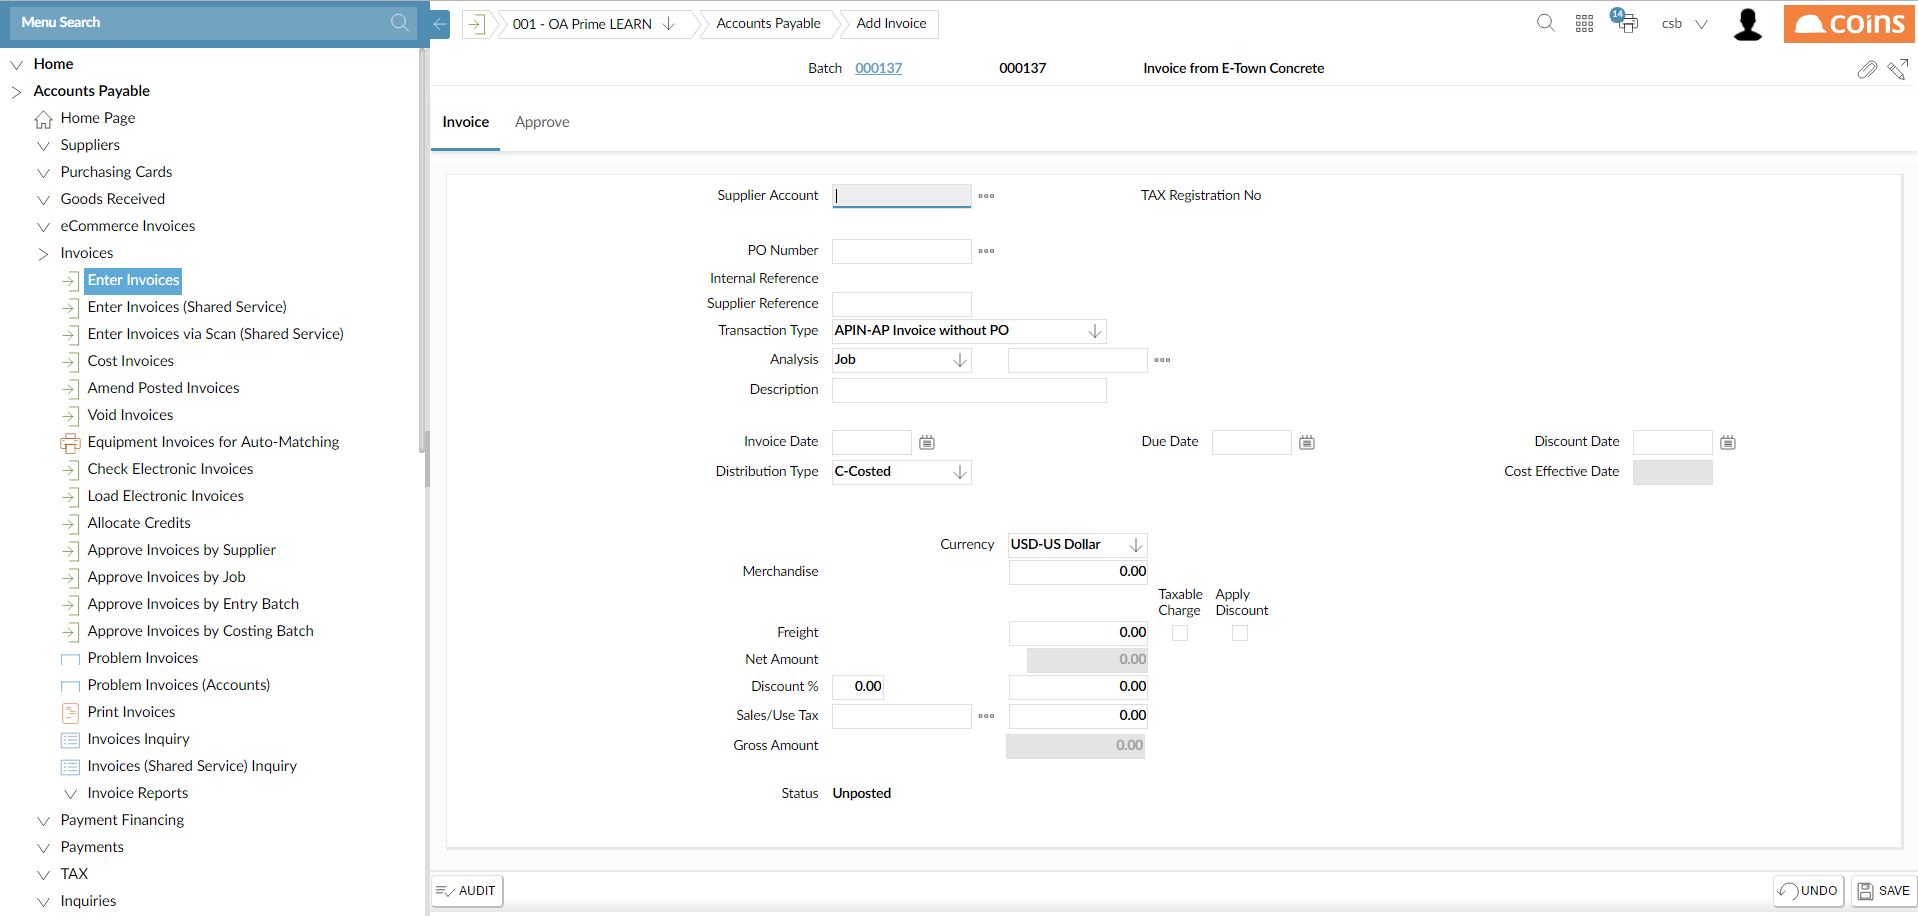 Menu Search
001 - OA Prime LEARN
Accounts Payable
Add Invoice
14
csb
coins
Batch 000137 000137 Invoice from E-Town Concrete
Home
Accounts Payable
Home Page
Suppliers
Purchasing Cards
Goods Received
eCommerce Invoices
Invoices
Enter Invoices
Enter Invoices (Shared Service)
Enter Invoices via Scan (Shared Service)
Cost Invoices
Amend Posted Invoices
Void Invoices
Equipment Invoices for Auto-Matching
Check Electronic Invoices
Load Electronic Invoices
Allocate Credits
Approve Invoices by Supplier
Approve Invoices by Job
Approve Invoices by Entry Batch
Approve Invoices by Costing Batch
Problem Invoices
Problem Invoices (Accounts)
Print Invoices
Invoices Inquiry
Invoices (Shared Service) Inquiry
Invoice Reports
Payment Financing
Payments
TAX
Inquiries
Invoice Approve
Supplier Account TAX Registration No
PO Number
Internal Reference
Supplier Reference
Transaction Type APIN-AP Invoice without PO
Analysis Job
Description
Invoice Date Due Date Discount Date
Distribution Type C-Costed Cost Effective Date
Currency USD-US Dollar
Merchandise 0.00
Taxable Apply
Charge Discount
Freight 0.00
Net Amount 0.00
Discount % 0.00 0.00
Sales/Use Tax 0.00
Gross Amount 0.00
Status Unposted
AUDIT UNDO SAVE